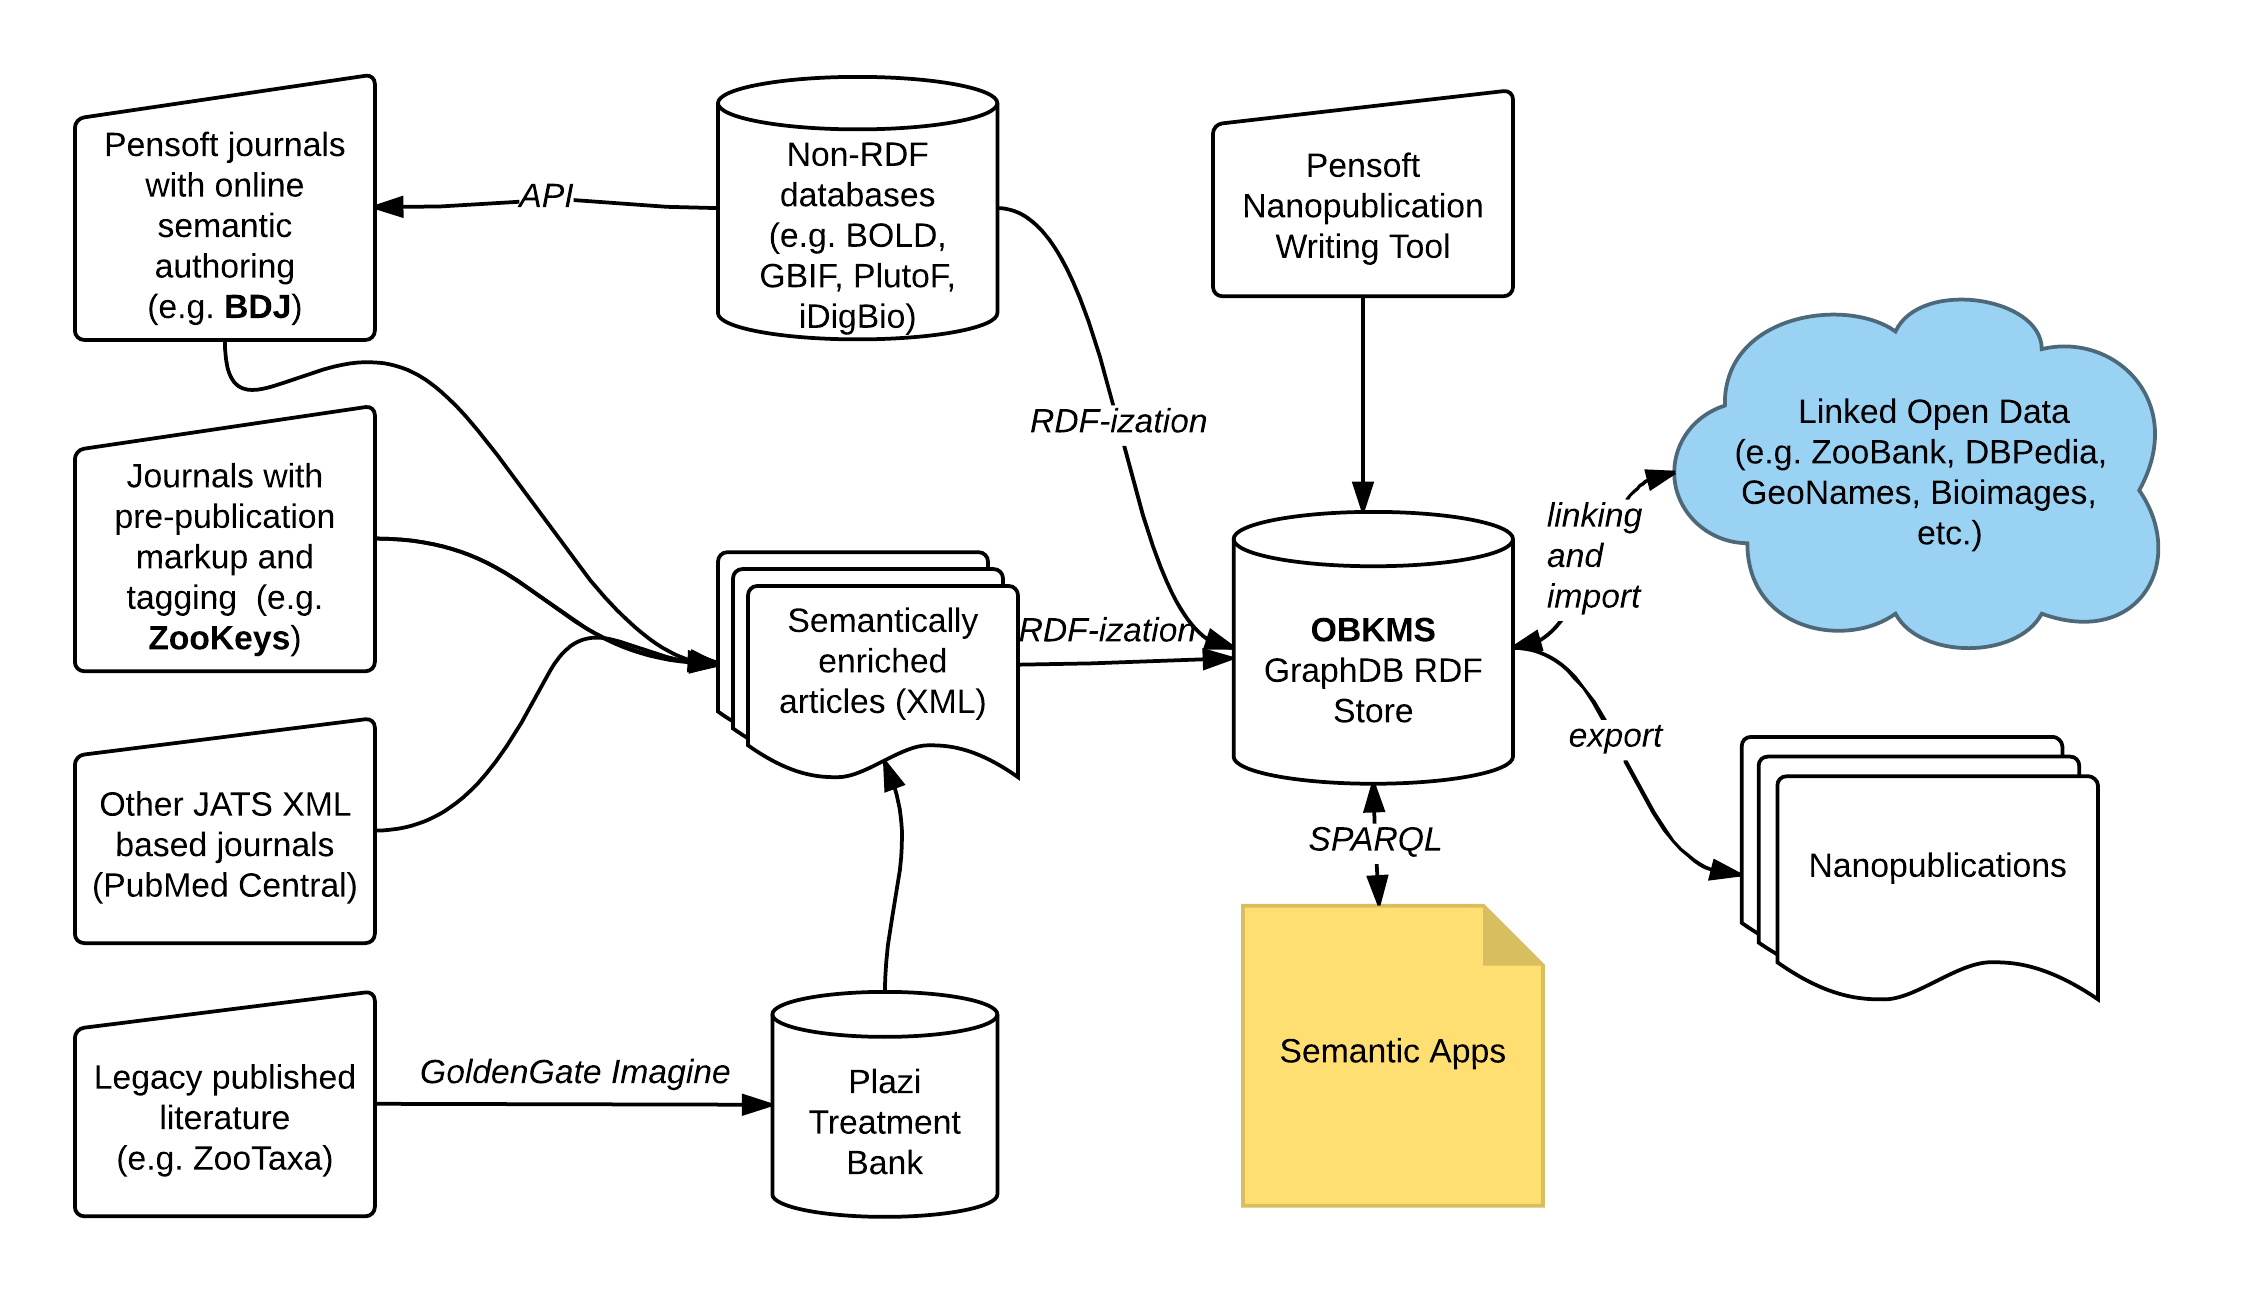 Pensoft journals
with online
semantic
authoring
(e.g. BDJ)
API
Non-RDF
databases
(e.g. BOLD,
GBIF, PlutoF,
iDigBio)
Pensoft
Nanopublication
Writing Tool
Journals with
pre-publication
markup and
tagging (e.g.
ZooKeys)
RDF-ization
Linked Open Data
(e.g. ZooBank, DBPedia,
GeoNames, Bioimages,
etc.)
linking
and
import
Semantically
enriched
articles (XML)
RDF-ization
OBKMS
GraphDB RDF
Store
export
Other JATS XML
based journals
(PubMed Central)
SPARQL
Nanopublications
Legacy published
literature
(e.g. ZooTaxa)
GoldenGate Imagine
Plazi
Treatment
Bank
Semantic Apps